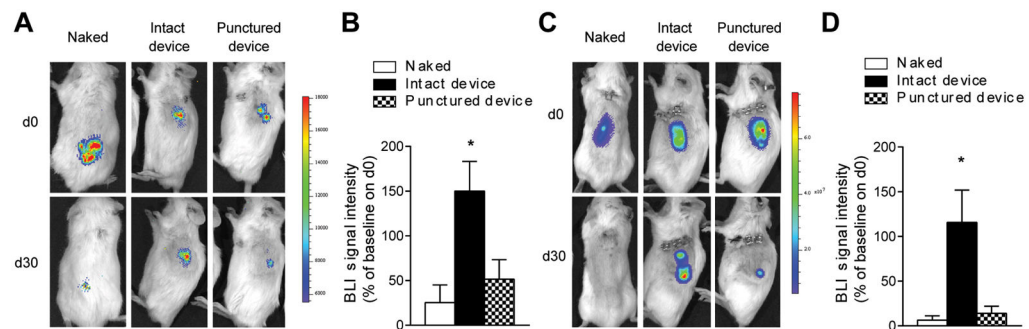 A
Naked
Intact
device
Punctured
device
d0
d30
18000
16000
14000
12000
10000
8000
6000
B
Naked
Intact device
Punctured device
BLI signal intensity
(% of baseline on d0)
200
150
100
50
0
*
C
Naked
Intact
device
Punctured
device
d0
d30
6.0
2.0
D
Naked
Intact device
Punctured device
BLI signal intensity
(% of baseline on d0)
200
150
100
50
0
*